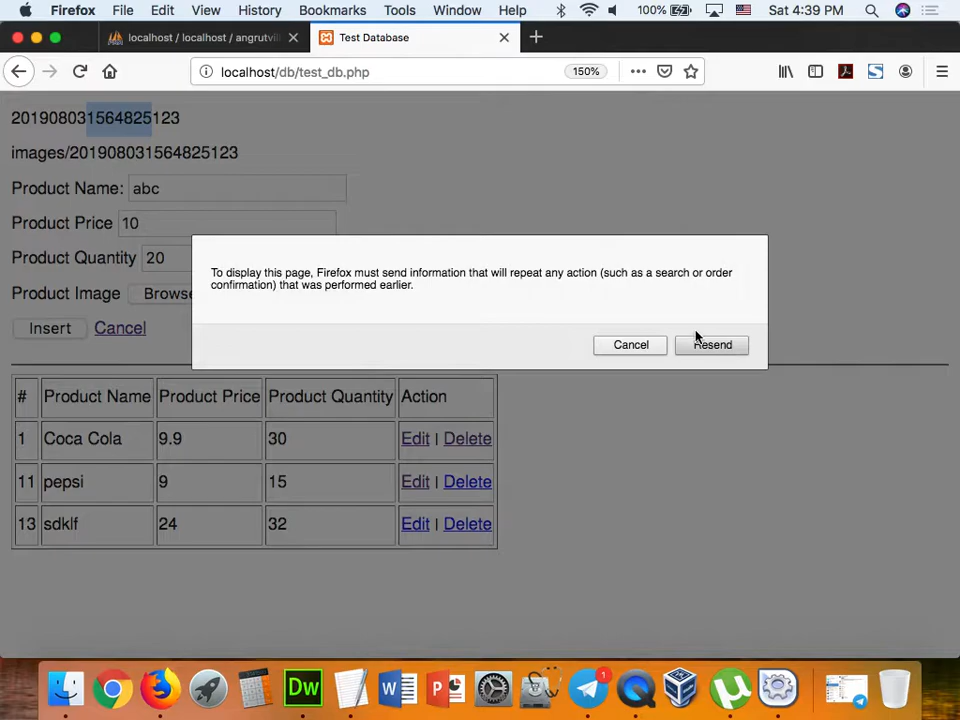 Firefox File Edit View History Bookmarks Tools Window Help 100% Sat 4:39 PM
localhost / localhost / angrutvil
Test Database
localhost/db/test_db.php 150%
201908031564825123
images/201908031564825123
Product Name: abc
Product Price 10
Product Quantity 20
Product Image Browse
Insert Cancel
To display this page, Firefox must send information that will repeat any action (such as a search or order
confirmation) that was performed earlier.
Cancel Resend
# Product Name Product Price Product Quantity Action
1 Coca Cola 9.9 30 Edit | Delete
11 pepsi 9 15 Edit | Delete
13 sdklf 24 32 Edit | Delete
Dw
1